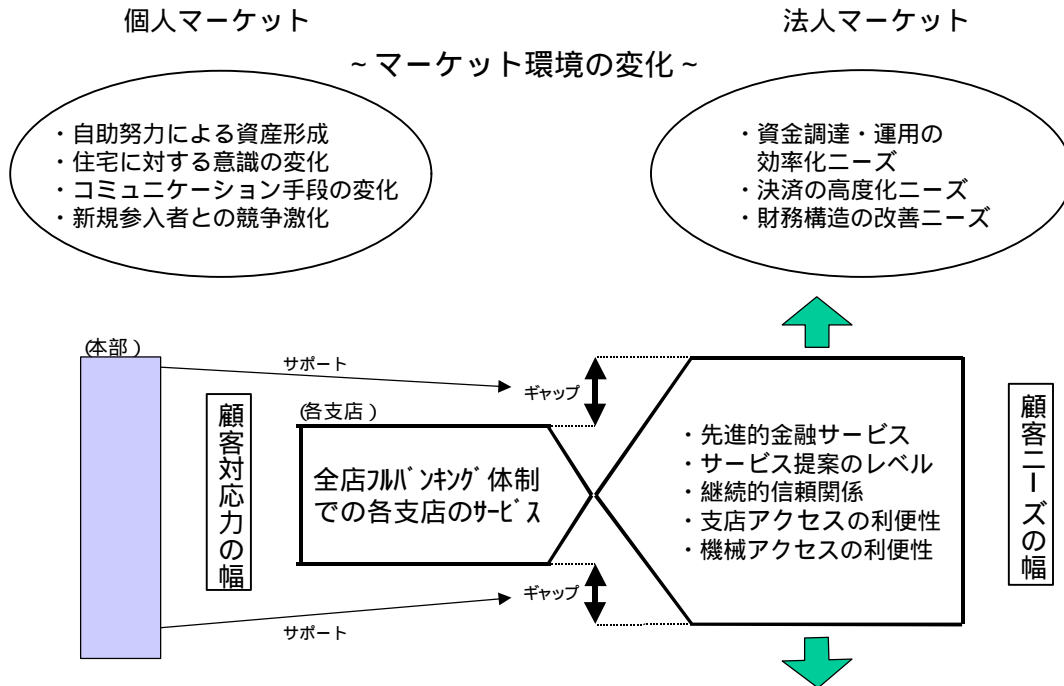 個人マーケット
法人マーケット
~ マーケット環境の変化 ~
・自助努力による資産形成
・住宅に対する意識の変化
・コミュニケーション手段の変化
・新規参入者との競争激化
・資金調達・運用の
効率化ニーズ
・決済の高度化ニーズ
・財務構造の改善ニーズ
(本部)
サポート
ギャップ
顧客対応力の幅
(各支店)
全店フルバンキング体制
での各支店のサービス
・先進的金融サービス
・サービス提案のレベル
・継続的信頼関係
・支店アクセスの利便性
・機械アクセスの利便性
顧客ニーズの幅
ギャップ
サポート